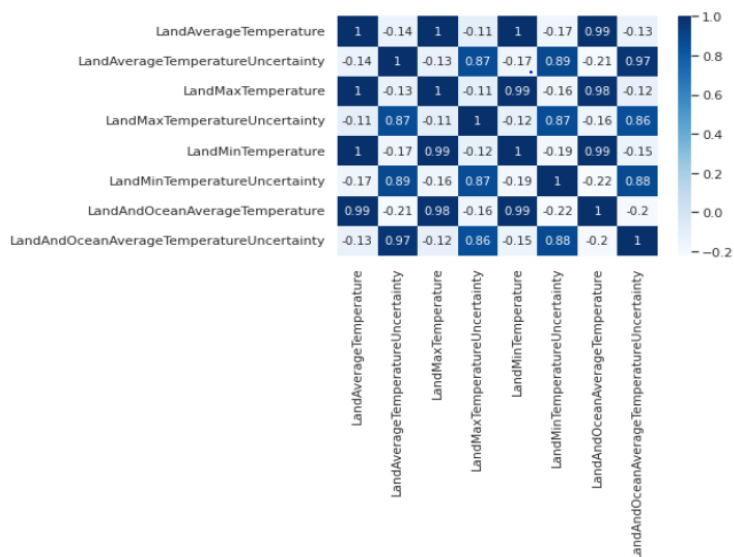 LandAverageTemperature 1 -0.14 1 -0.11 1 -0.17 0.99 -0.13
LandAverageTemperatureUncertainty -0.14 1 -0.13 0.87 -0.17 0.89 -0.21 0.97
LandMaxTemperature 1 -0.13 1 -0.11 0.99 -0.16 0.98 -0.12
LandMaxTemperatureUncertainty -0.11 0.87 -0.11 1 -0.12 0.87 -0.16 0.86
LandMinTemperature 1 -0.17 0.99 -0.12 1 -0.19 0.99 -0.15
LandMinTemperatureUncertainty -0.17 0.89 -0.16 0.87 -0.19 1 -0.22 0.88
LandAndOceanAverageTemperature 0.99 -0.21 0.98 -0.16 0.99 -0.22 1 -0.2
LandAndOceanAverageTemperatureUncertainty -0.13 0.97 -0.12 0.86 -0.15 0.88 -0.2 1
LandAverageTemperature
LandAverageTemperatureUncertainty
LandMaxTemperature
LandMaxTemperatureUncertainty
LandMinTemperature
LandMinTemperatureUncertainty
LandAndOceanAverageTemperature
andAndOceanAverageTemperatureUncertainty
1.0
0.8
0.6
0.4
0.2
0.0
−0.2